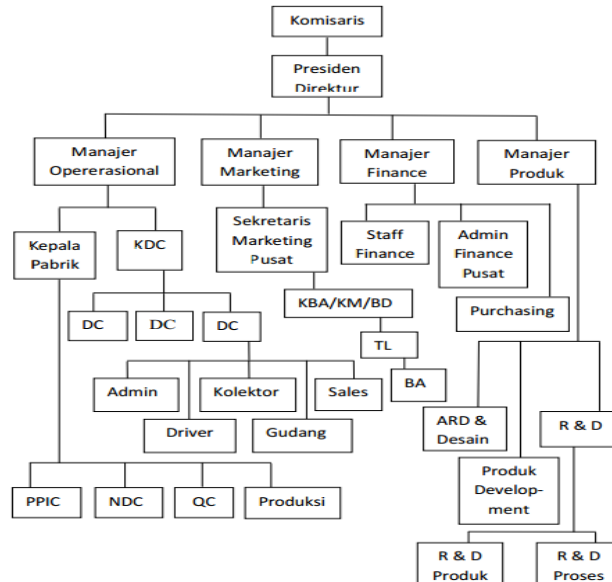 Komisaris
Presiden
Direktur
Manajer
Opererasional
Manajer
Marketing
Manajer
Finance
Manajer
Produk
Kepala
Pabrik
KDC
Sekretaris
Marketing
Pusat
Staff
Finance
Admin
Finance
Pusat
Purchasing
KBA/KM/BD
DC
DC
DC
TL
BA
Admin
Kolektor
Sales
Driver
Gudang
ARD &
Desain
R & D
Produk
Develop-
ment
PPIC
NDC
QC
Produksi
R & D
Produk
R & D
Proses